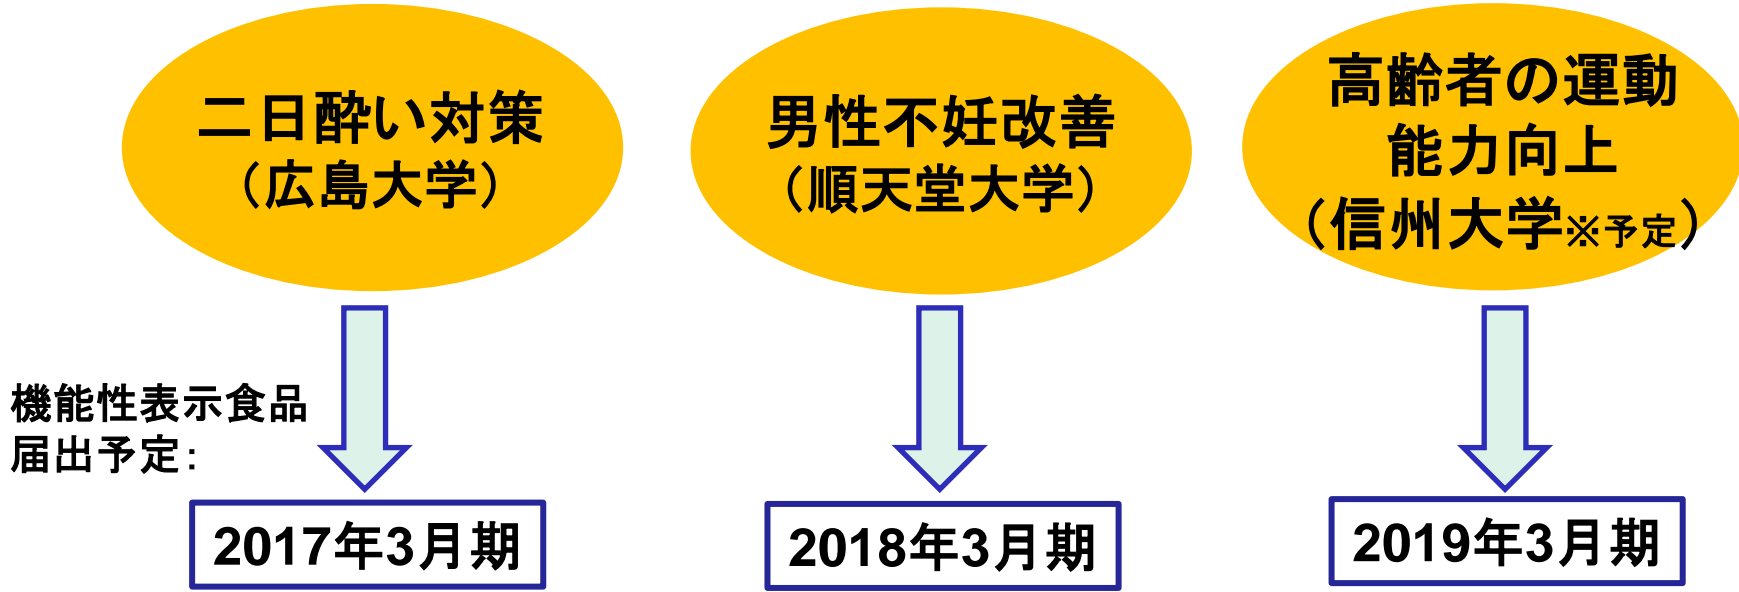 二日酔い対策
（広島大学）
男性不妊改善
（順天堂大学）
高齢者の運動
能力向上
（信州大学※予定）
機能性表示食品
届出予定：
2017年3月期
2018年3月期
2019年3月期